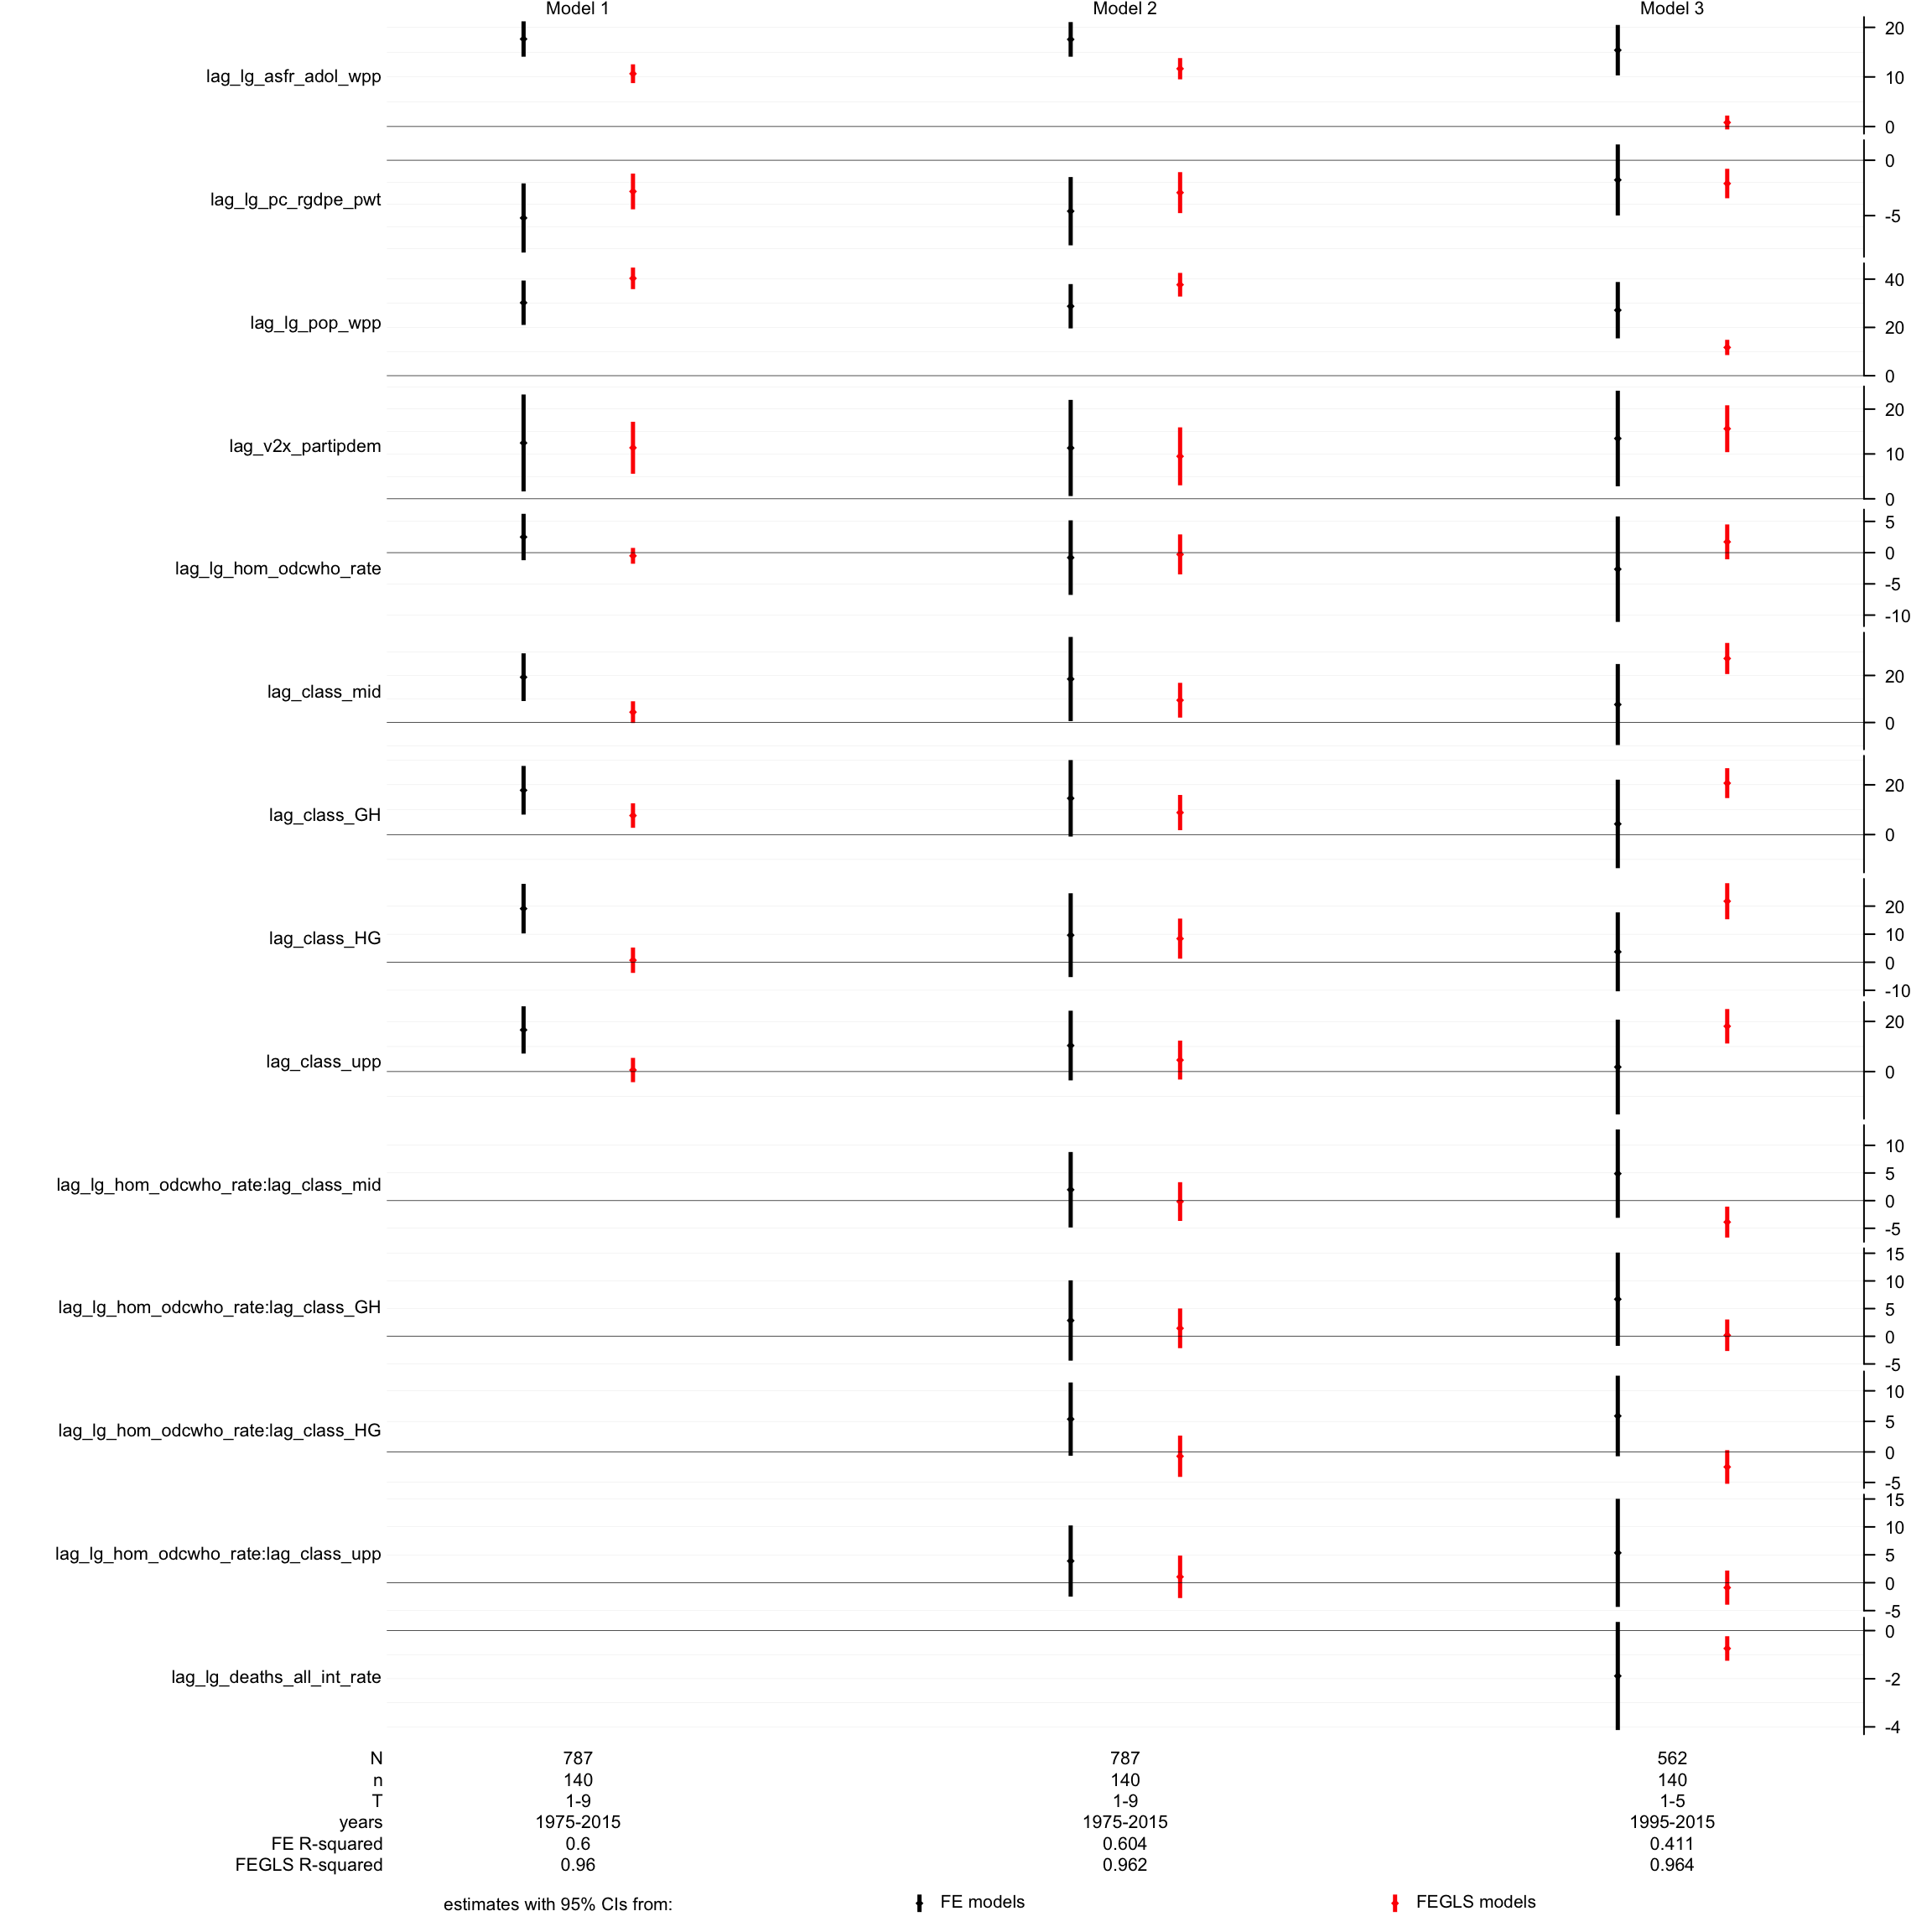 Model 1 Model 2 Model 3
lag_lg_asfr_adol_wpp
20
10
0
lag_lg_pc_rgdpe_pwt
0
-5
lag_lg_pop_wpp
40
20
0
lag_v2x_partipdem
20
10
0
lag_lg_hom_odcwho_rate
5
0
-5
-10
lag_class_mid
20
0
lag_class_GH
20
0
lag_class_HG
20
10
0
-10
lag_class_upp
20
0
lag_lg_hom_odcwho_rate:lag_class_mid
10
5
0
-5
lag_lg_hom_odcwho_rate:lag_class_GH
15
10
5
0
-5
lag_lg_hom_odcwho_rate:lag_class_HG
10
5
0
-5
lag_lg_hom_odcwho_rate:lag_class_upp
15
10
5
0
-5
lag_lg_deaths_all_int_rate
0
-2
-4
N 787 787 562
n 140 140 140
T 1-9 1-9 1-5
years 1975-2015 1975-2015 1995-2015
FE R-squared 0.6 0.604 0.411
FEGLS R-squared 0.96 0.962 0.964
estimates with 95% CIs from: FE models FEGLS models